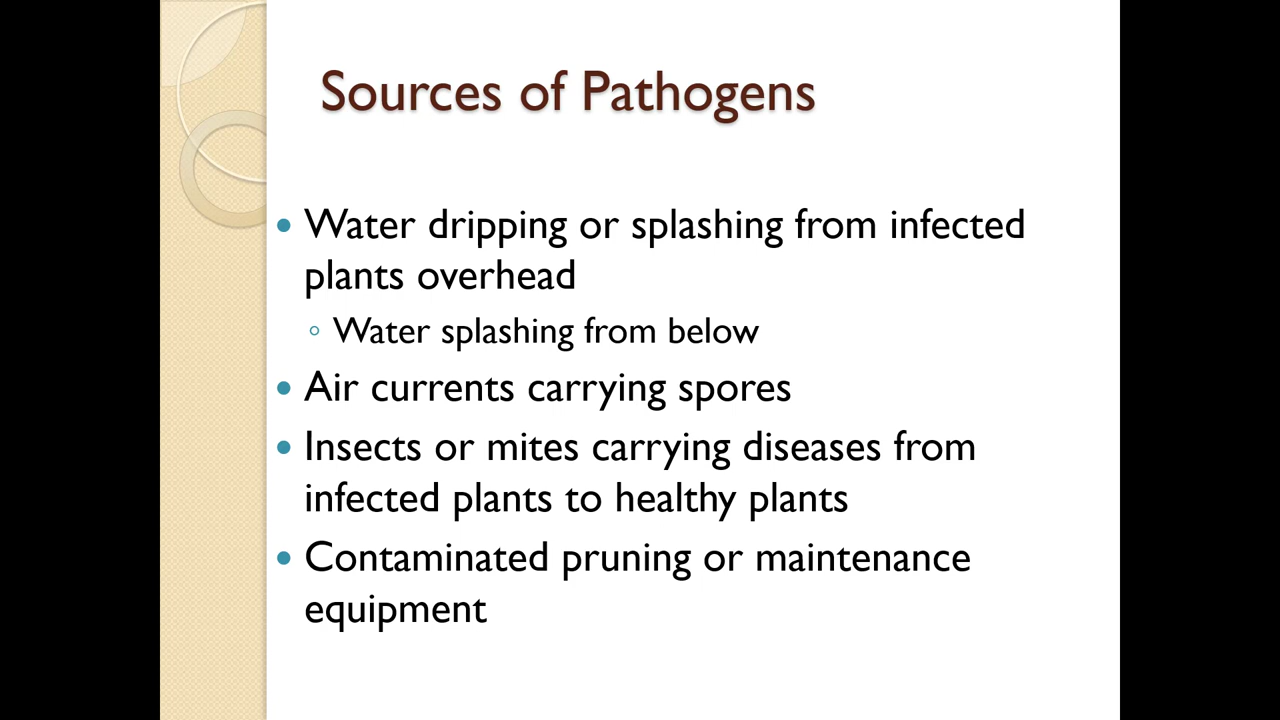 Sources of Pathogens
• Water dripping or splashing from infected
plants overhead
◦ Water splashing from below
• Air currents carrying spores
• Insects or mites carrying diseases from
infected plants to healthy plants
• Contaminated pruning or maintenance
equipment